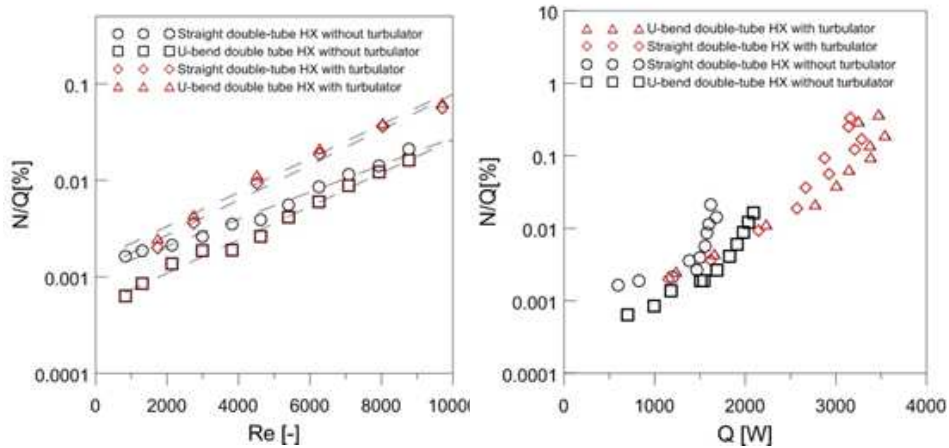 Straight double-tube HX without turbulator
U-bend double-tube HX without turbulator
Straight double-tube HX with turbulator
U-bend double tube HX with turbulator
N/Q[%]
0.1
0.01
0.001
0.0001
0
2000
4000
6000
8000
10000
Re [-]
U-bend double-tube HX with turbulator
Straight double-tube HX with turbulator
Straight double-tube HX without turbulator
U-bend double-tube HX without turbulator
N/Q[%]
10
1
0.1
0.01
0.001
0.0001
0
1000
2000
3000
4000
Q [W]